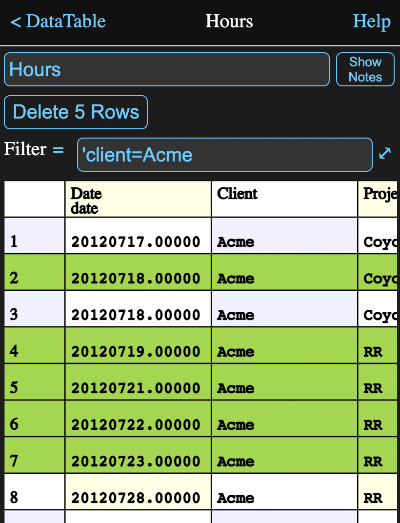 < DataTable Hours Help
Hours Show Notes
Delete 5 Rows
Filter = 'client=Acme
Date Client Proje
date
1 20120717.00000 Acme Coyo
2 20120718.00000 Acme Coyo
3 20120718.00000 Acme Coyo
4 20120719.00000 Acme RR
5 20120721.00000 Acme RR
6 20120722.00000 Acme RR
7 20120723.00000 Acme RR
8 20120728.00000 Acme RR